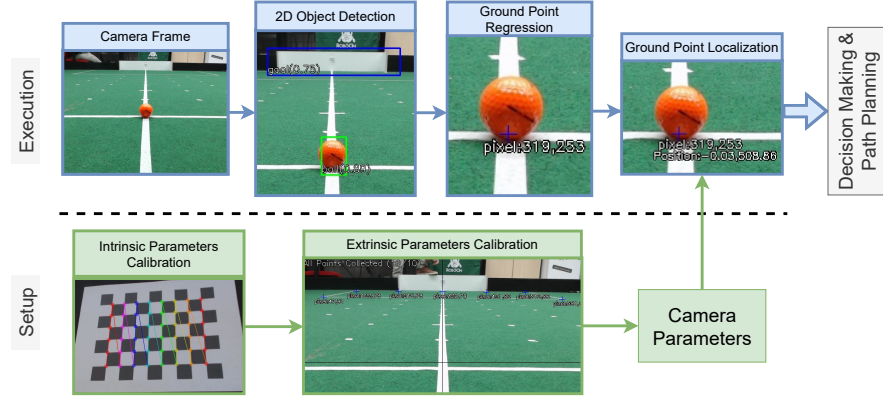 Execution
Camera Frame
2D Object Detection
goal(0.75)
Ground Point
Regression
pixel:319,253
Ground Point Localization
pixel:319,253
Position:-0.03,508.86
Decision Making &
Path Planning
Setup
Intrinsic Parameters
Calibration
Extrinsic Parameters Calibration
Camera
Parameters